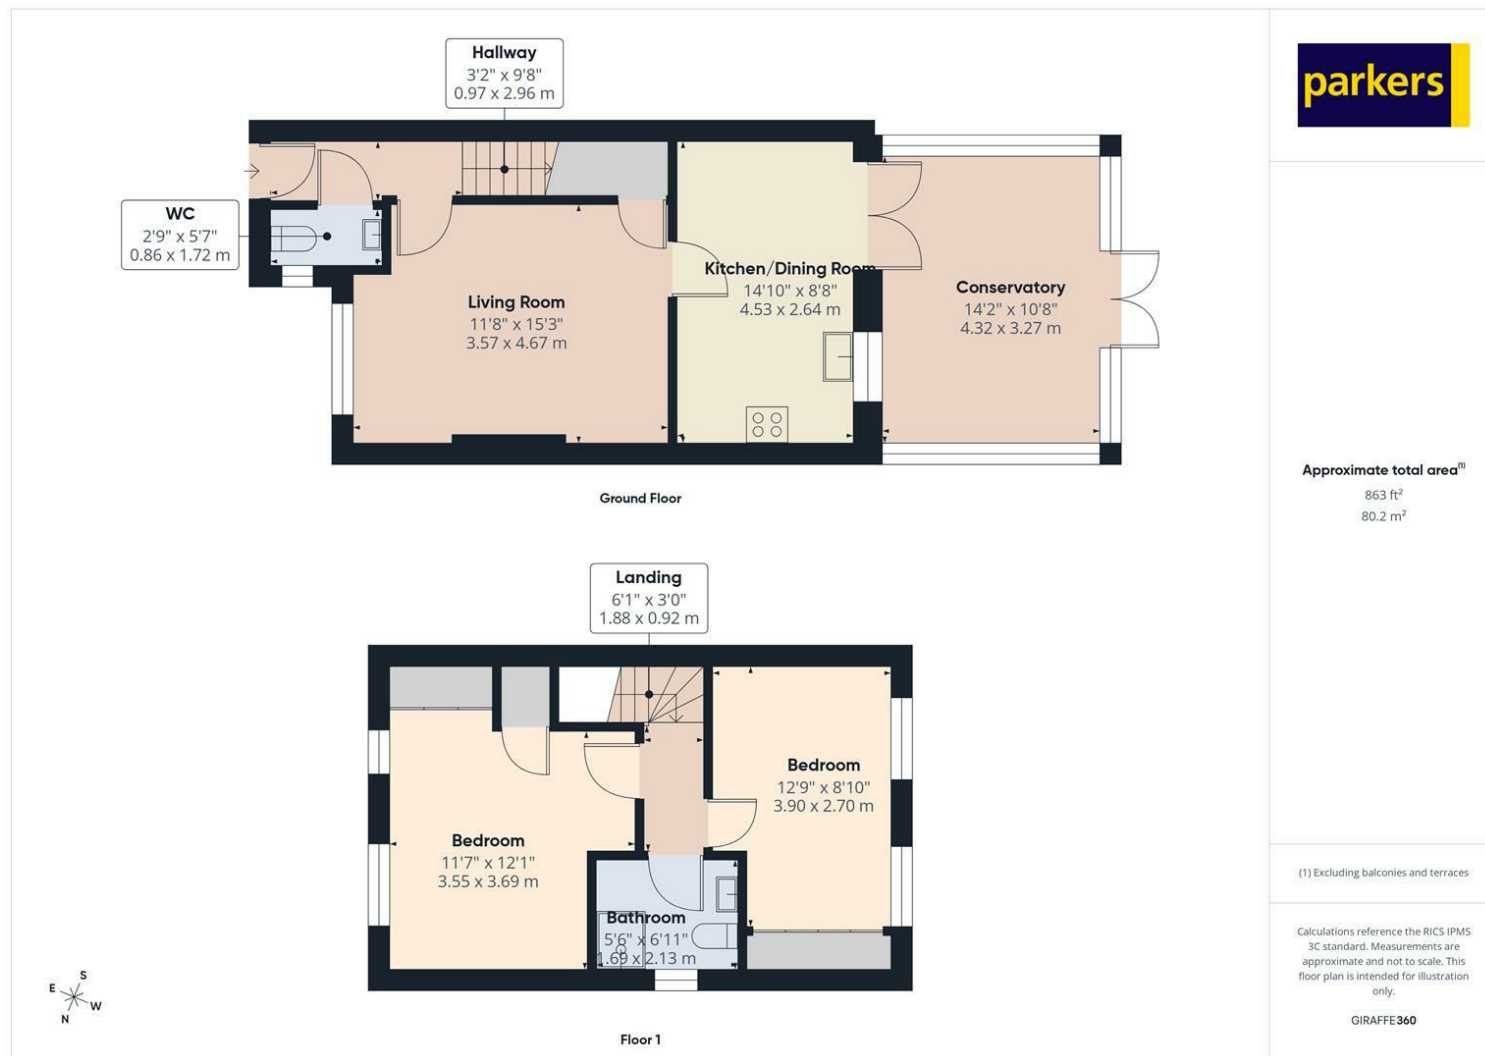 Hallway
3'2" x 9'8"
0.97 x 2.96 m
WC
2'9" x 5'7"
0.86 x 1.72 m
Living Room
11'8" x 15'3"
3.57 x 4.67 m
Kitchen/Dining Room
14'10" x 8'8"
4.53 x 2.64 m
Conservatory
14'2" x 10'8"
4.32 x 3.27 m
Ground Floor
Landing
6'1" x 3'0"
1.88 x 0.92 m
Bedroom
12'9" x 8'10"
3.90 x 2.70 m
Bedroom
11'7" x 12'1"
3.55 x 3.69 m
Bathroom
5'6" x 6'11"
1.69 x 2.13 m
Floor 1
S
E
W
N
parkers
Approximate total area(1)
863 ft²
80.2 m²
(1) Excluding balconies and terraces
Calculations reference the RICS IPMS
3C standard. Measurements are
approximate and not to scale. This
floor plan is intended for illustration
only.
GIRAFFE360